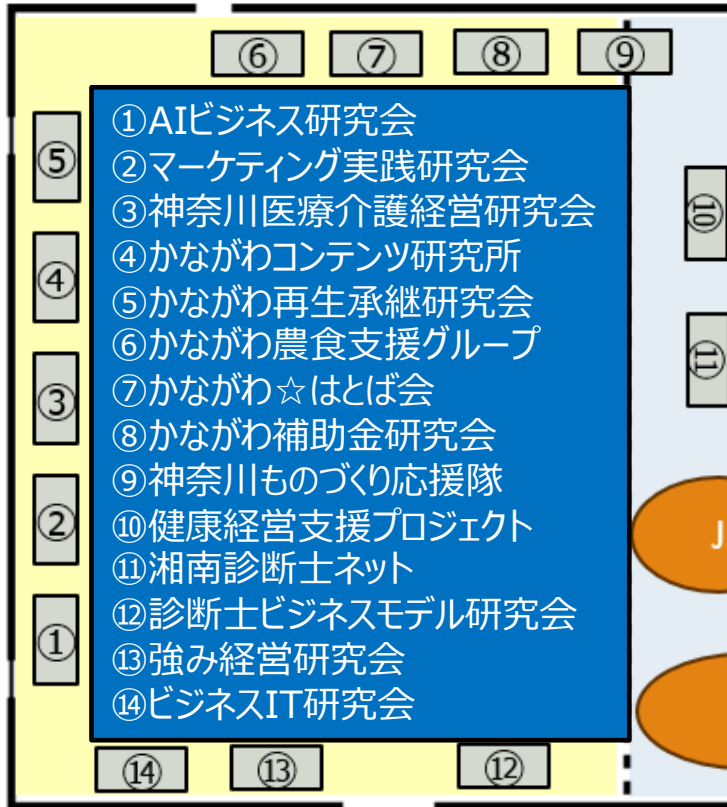 ⑥ ⑦ ⑧ ⑨
⑤
④
③
②
①
①AIビジネス研究会
②マーケティング実践研究会
③神奈川医療介護経営研究会
④かながわコンテンツ研究所
⑤かながわ再生承継研究会
⑥かながわ農食支援グループ
⑦かながわ☆はとば会
⑧かながわ補助金研究会
⑨神奈川ものづくり応援隊
⑩健康経営支援プロジェクト
⑪湘南診断士ネット
⑫診断士ビジネスモデル研究会
⑬強み経営研究会
⑭ビジネスIT研究会
⑩
⑪
J
⑭ ⑬ ⑫